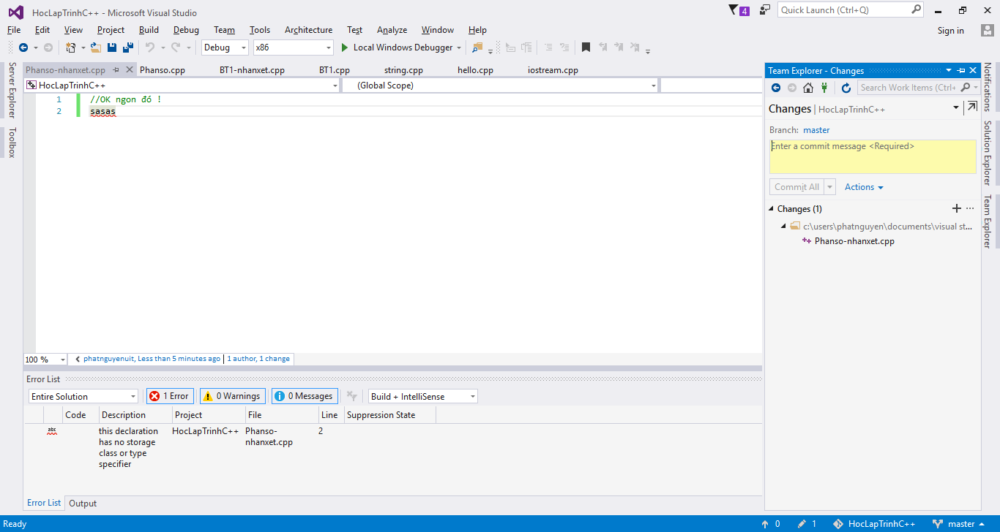 HocLapTrinhC++ - Microsoft Visual Studio
4
Quick Launch (Ctrl+Q)
File Edit View Project Build Debug Team Tools Architecture Test Analyze Window Help
Sign in
Debug x86 Local Windows Debugger
Server Explorer
Toolbox
Phanso-nhanxet.cpp Phanso.cpp BT1-nhanxet.cpp BT1.cpp string.cpp hello.cpp iostream.cpp
HocLapTrinhC++ (Global Scope)
1 //OK ngon đó !
2 sasas
100 % phatnguyenuit, Less than 5 minutes ago | 1 author, 1 change
Error List
Entire Solution 1 Error 0 Warnings 0 Messages Build + IntelliSense
Code Description Project File Line Suppression State
abc this declaration HocLapTrinhC++ Phanso- 2
has no storage nhanxet.cpp
class or type
specifier
Error List Output
Team Explorer - Changes
Search Work Items (Ctrl+
Changes | HocLapTrinhC++
Branch: master
Enter a commit message <Required>
Commit All Actions
Changes (1)
c:\users\phatnguyen\documents\visual st...
Phanso-nhanxet.cpp
Notifications
Solution Explorer
Team Explorer
Ready 0 1 HocLapTrinhC++ master